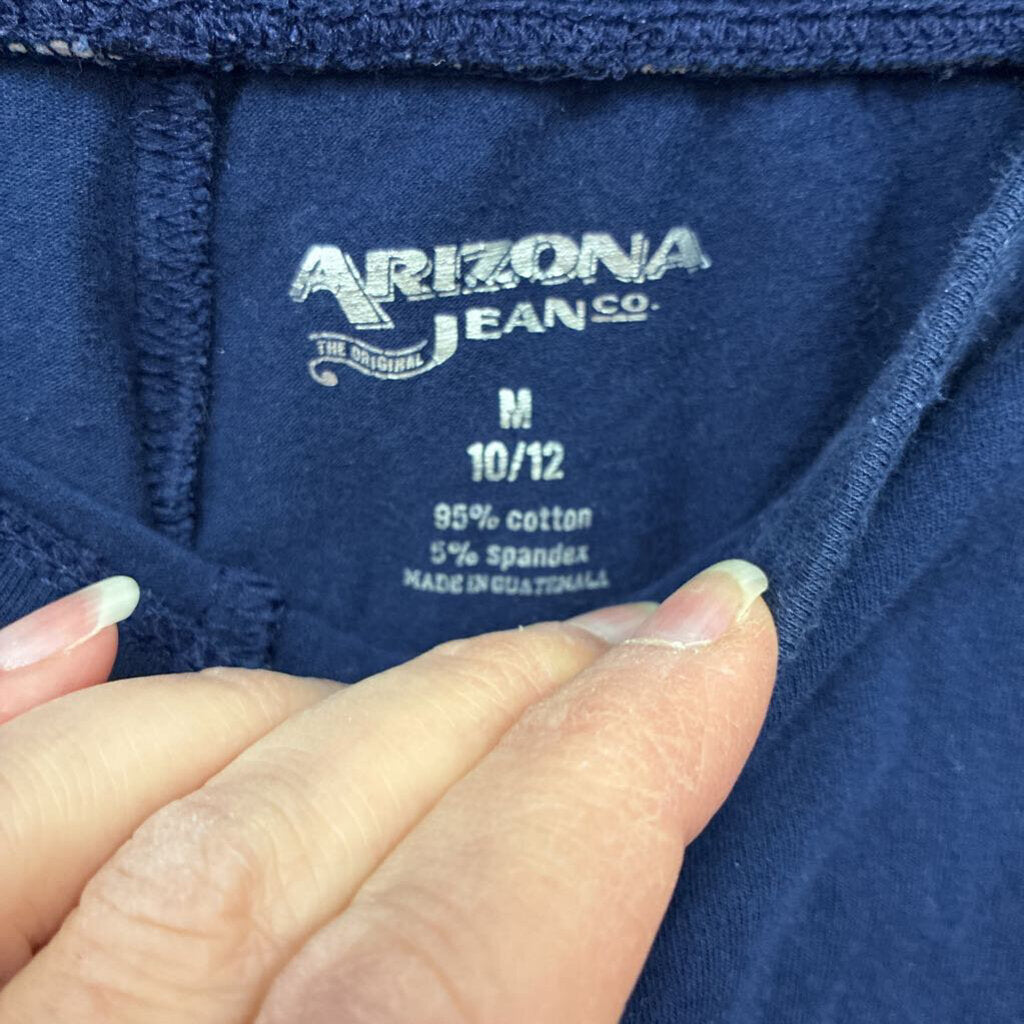 ARIZONA
JEAN CO.
THE ORIGINAL
M
10/12
95% cotton
5% spandex
MADE IN GUATEMALA